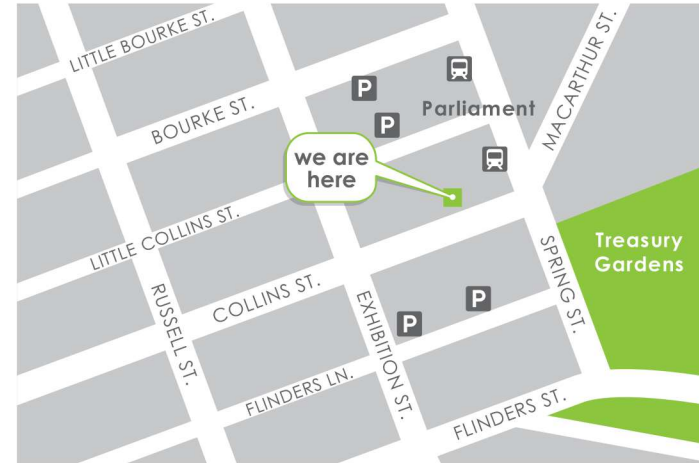 LITTLE BOURKE ST.
MACARTHUR ST.
P
Parliament
BOURKE ST.
P
we are
here
LITTLE COLLINS ST.
Treasury
Gardens
SPRING ST.
COLLINS ST.
RUSSELL ST.
EXHIBITION ST.
P
P
FLINDERS LN.
FLINDERS ST.